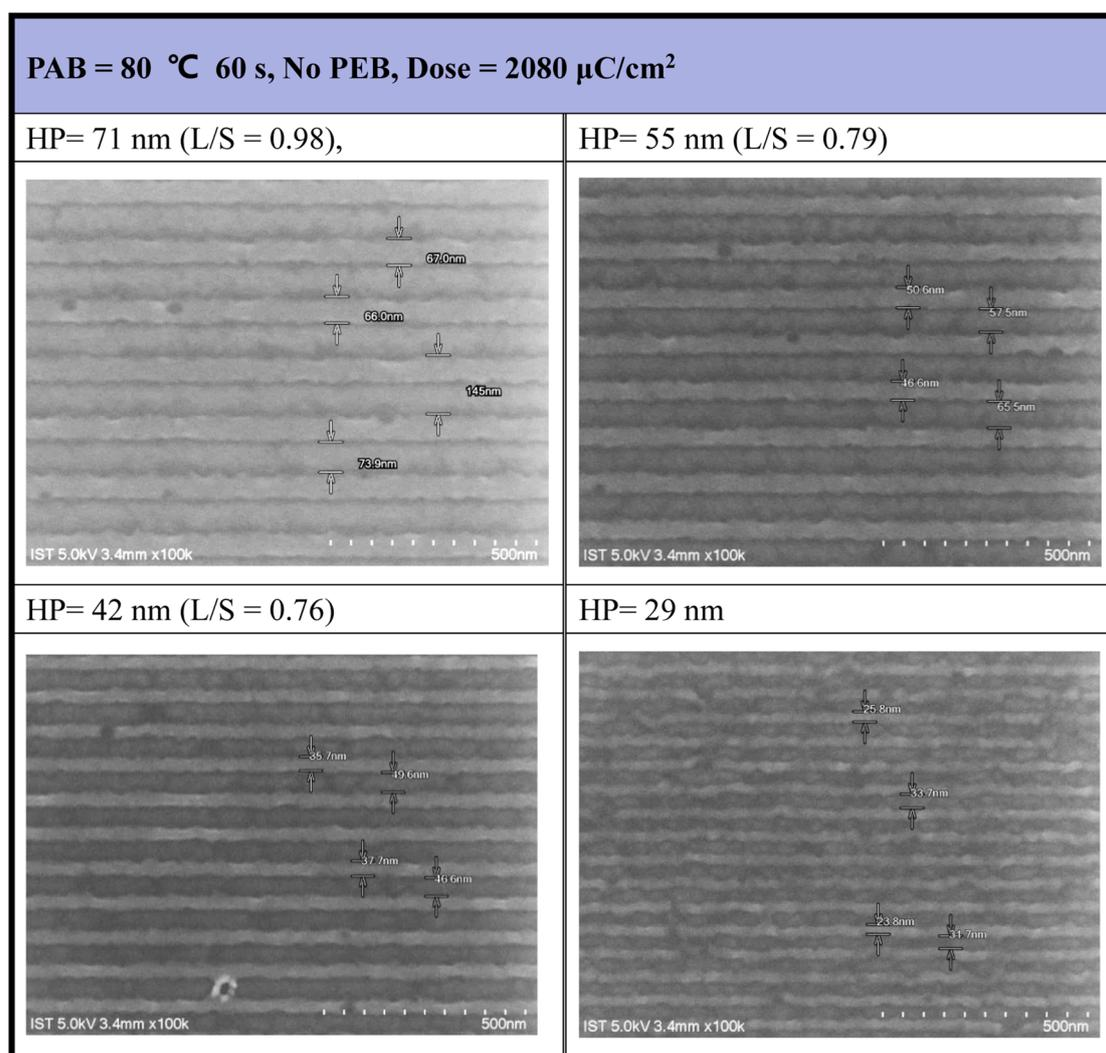 PAB = 80 ℃ 60 s, No PEB, Dose = 2080 μC/cm²
HP= 71 nm (L/S = 0.98),
HP= 55 nm (L/S = 0.79)
67.0nm
66.0nm
145nm
73.9nm
IST 5.0kV 3.4mm x100k
500nm
50.6nm
57.5nm
46.6nm
65.5nm
IST 5.0kV 3.4mm x100k
500nm
HP= 42 nm (L/S = 0.76)
HP= 29 nm
35.7nm
49.6nm
37.7nm
46.6nm
IST 5.0kV 3.4mm x100k
500nm
25.8nm
33.7nm
23.8nm
31.7nm
IST 5.0kV 3.4mm x100k
500nm